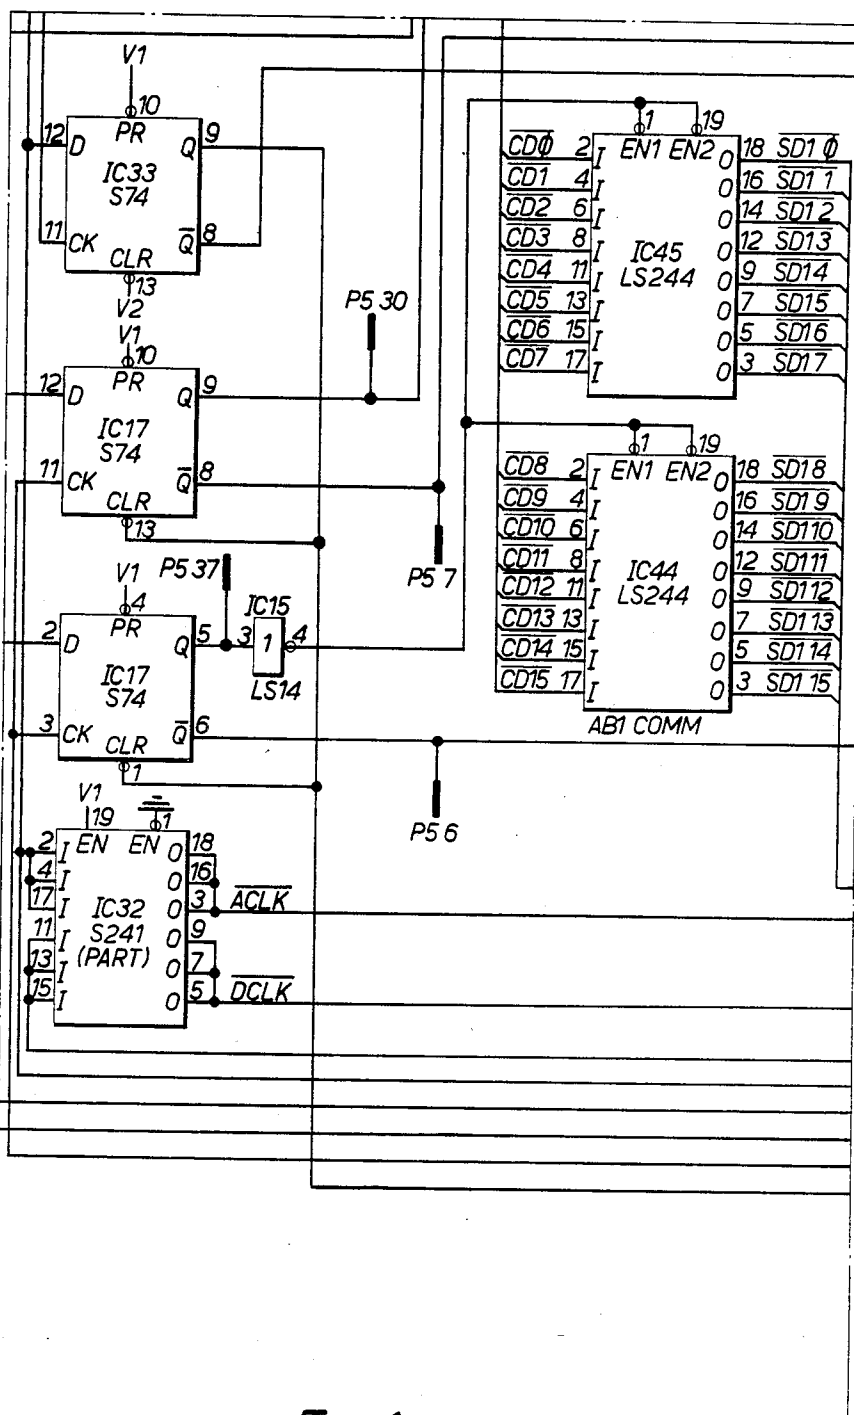 V1
10
12 D PR Q 9
IC33
S74
11 CK Q̅ 8
CLR
13
V2
V1
10
12 D PR Q 9
IC17
S74
11 CK Q̅ 8
CLR
13
P5 30
P5 7
P5 37
V1
4
2 D PR Q 5
IC17
S74
3 CK Q̅ 6
CLR
1
IC15
3 1 4
LS14
P5 6
V1
19 1
2 I EN EN O 18
4 I O 16
17 I IC32 O 3 ACLK
11 I S241 O 9
13 I (PART) O 7
15 I O 5 DCLK
1 19
EN1 EN2
CDØ 2 I O 18 SD1 Ø
CD1 4 I O 16 SD1 1
CD2 6 I O 14 SD1 2
CD3 8 I IC45 O 12 SD13
CD4 11 I LS244 O 9 SD14
CD5 13 I O 7 SD15
CD6 15 I O 5 SD16
CD7 17 I O 3 SD17
1 19
EN1 EN2
CD8 2 I O 18 SD18
CD9 4 I O 16 SD1 9
CD10 6 I O 14 SD110
CD11 8 I IC44 O 12 SD111
CD12 11 I LS244 O 9 SD112
CD13 13 I O 7 SD1 13
CD14 15 I O 5 SD1 14
CD15 17 I O 3 SD1 15
AB1 COMM